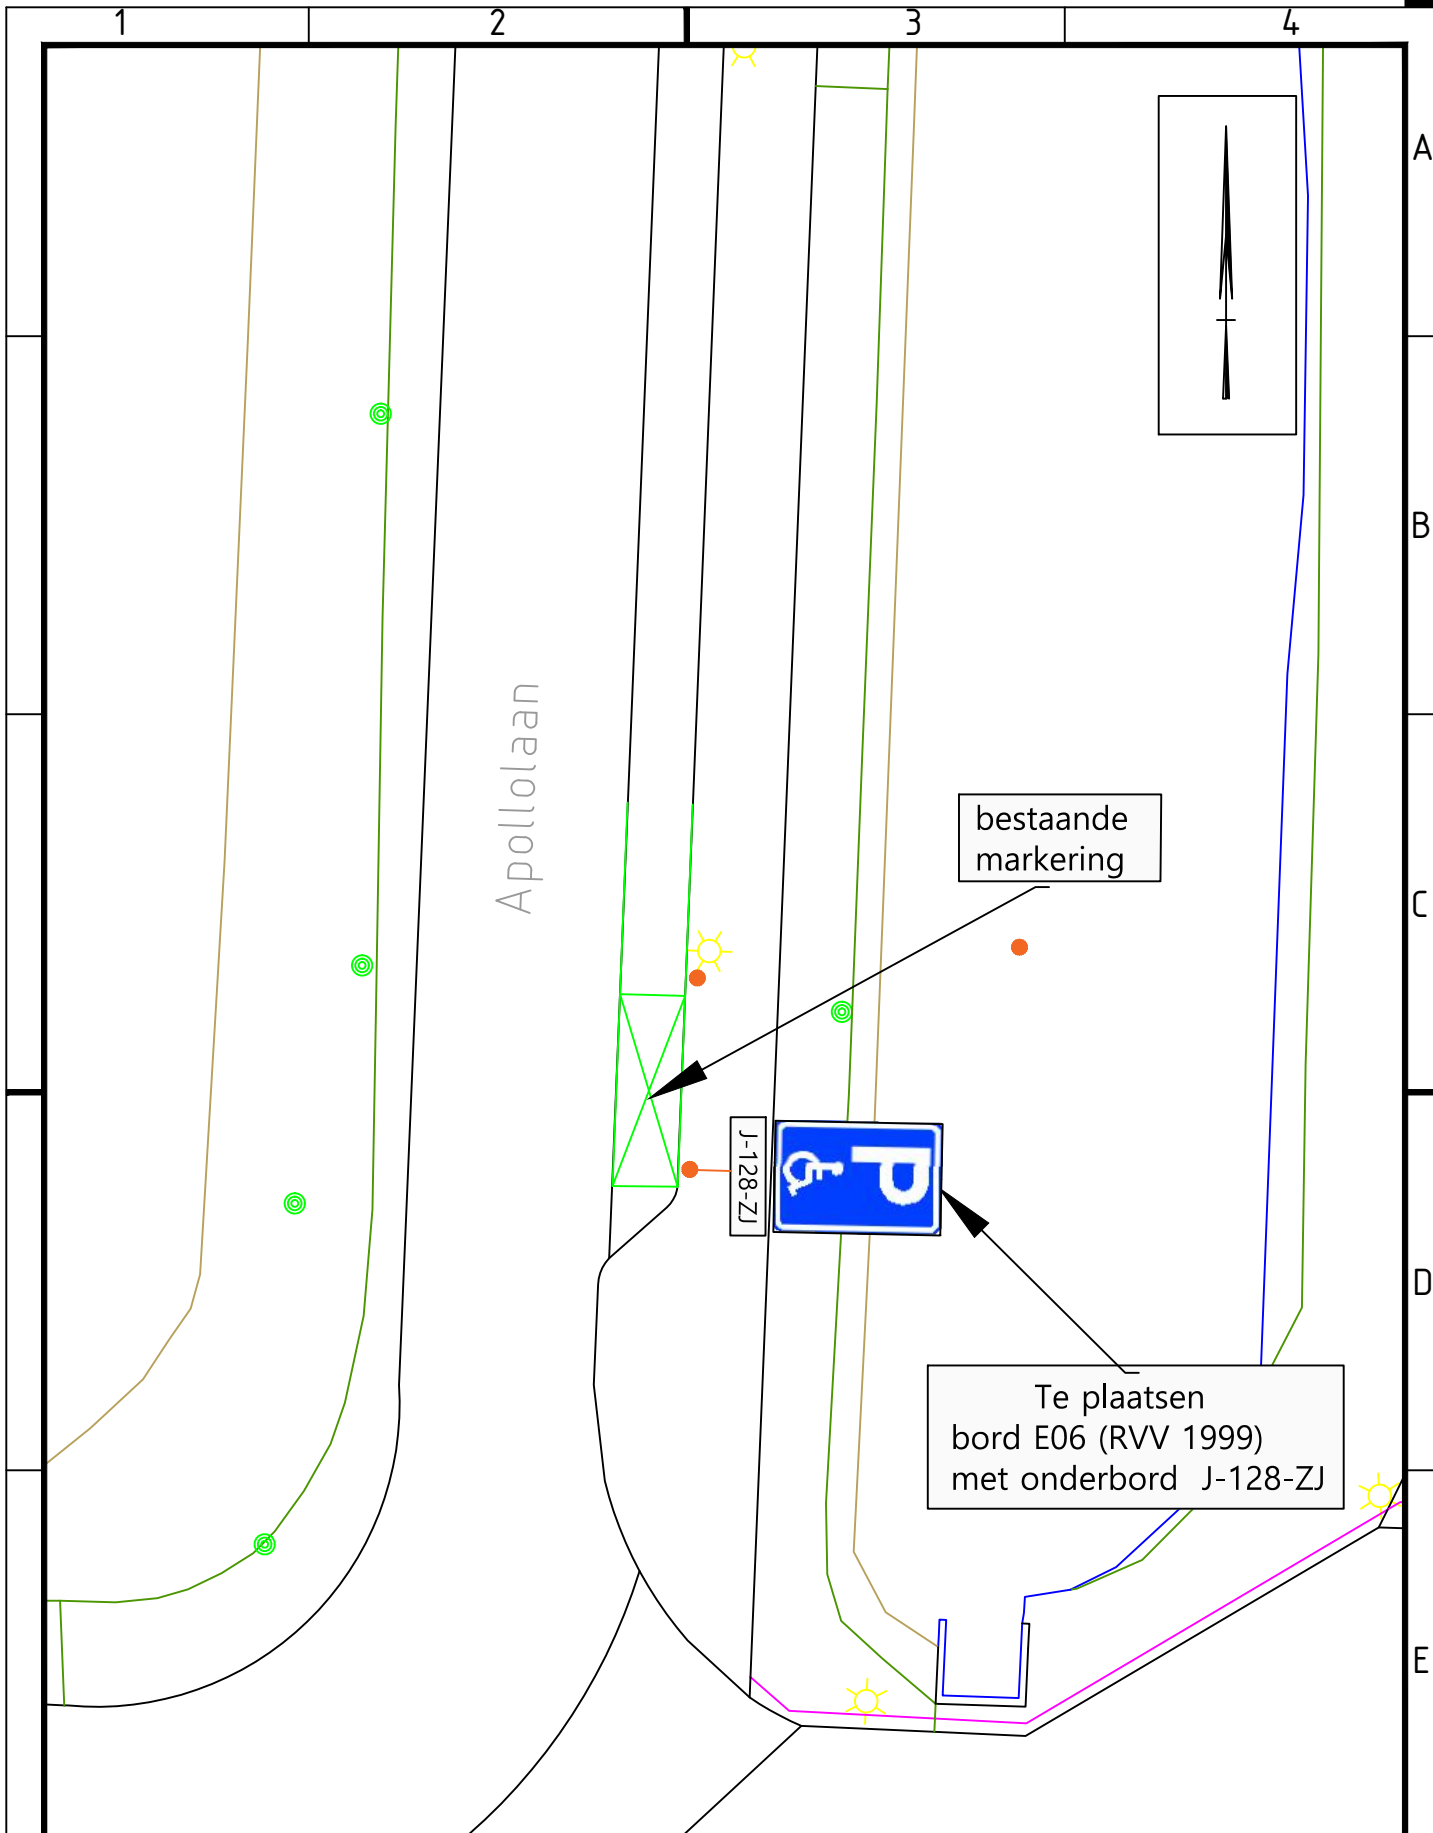 1 2 3 4
A
B
Apollolaan
bestaande
markering
C
J-128-ZJ
P
D
Te plaatsen
bord E06 (RVV 1999)
met onderbord J-128-ZJ
E